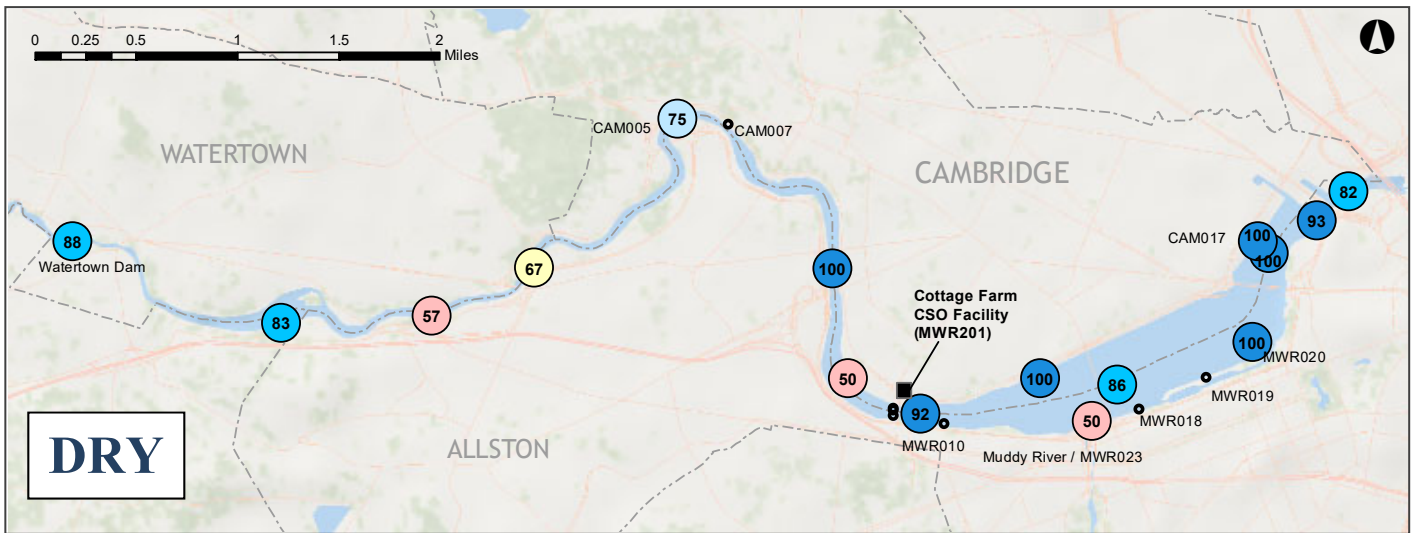 0 0.25 0.5 1 1.5 2
Miles
75
CAM005
CAM007
WATERTOWN
CAMBRIDGE
82
93
88
CAM017
100
100
Watertown Dam
67
100
83
57
Cottage Farm
CSO Facility
(MWR201)
100
MWR020
50
100
86
MWR019
92
50
MWR018
MWR010
ALLSTON
Muddy River / MWR023
DRY